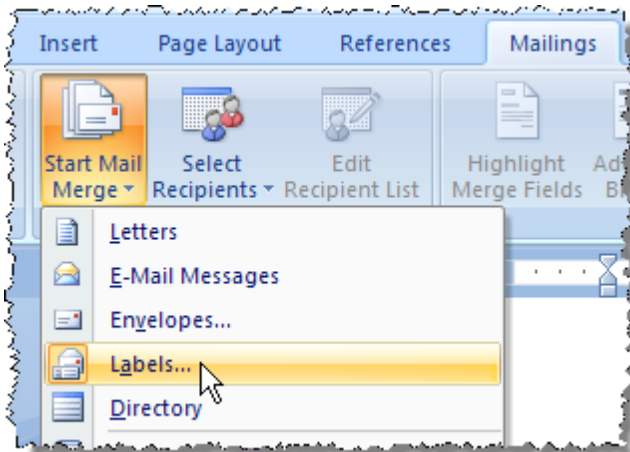 Insert Page Layout References Mailings
Start Mail Select Edit Highlight
Merge Recipients Recipient List Merge Fields
Letters
E-Mail Messages
Envelopes...
Labels...
Directory